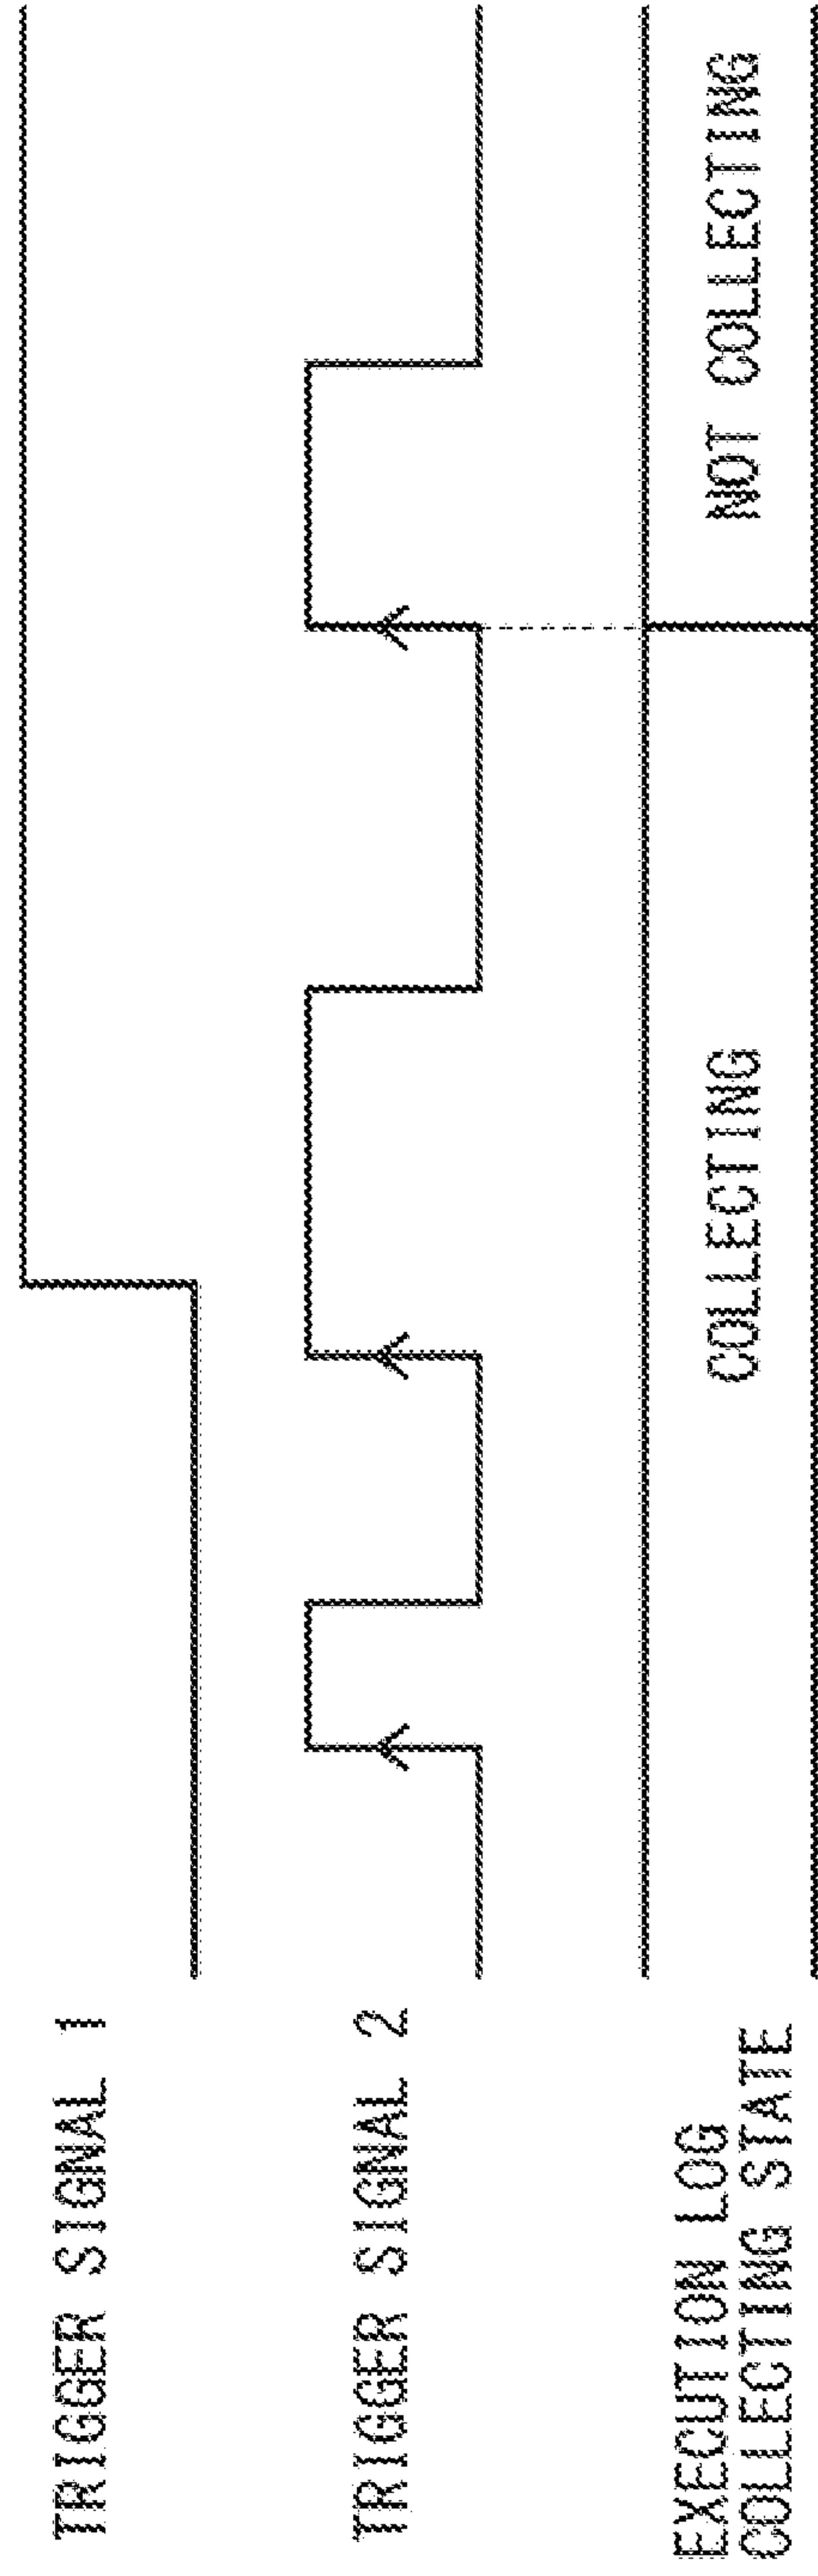 TRIGGER SIGNAL 1
TRIGGER SIGNAL 2
EXECUTION LOG
COLLECTING STATE
COLLECTING
NOT COLLECTING